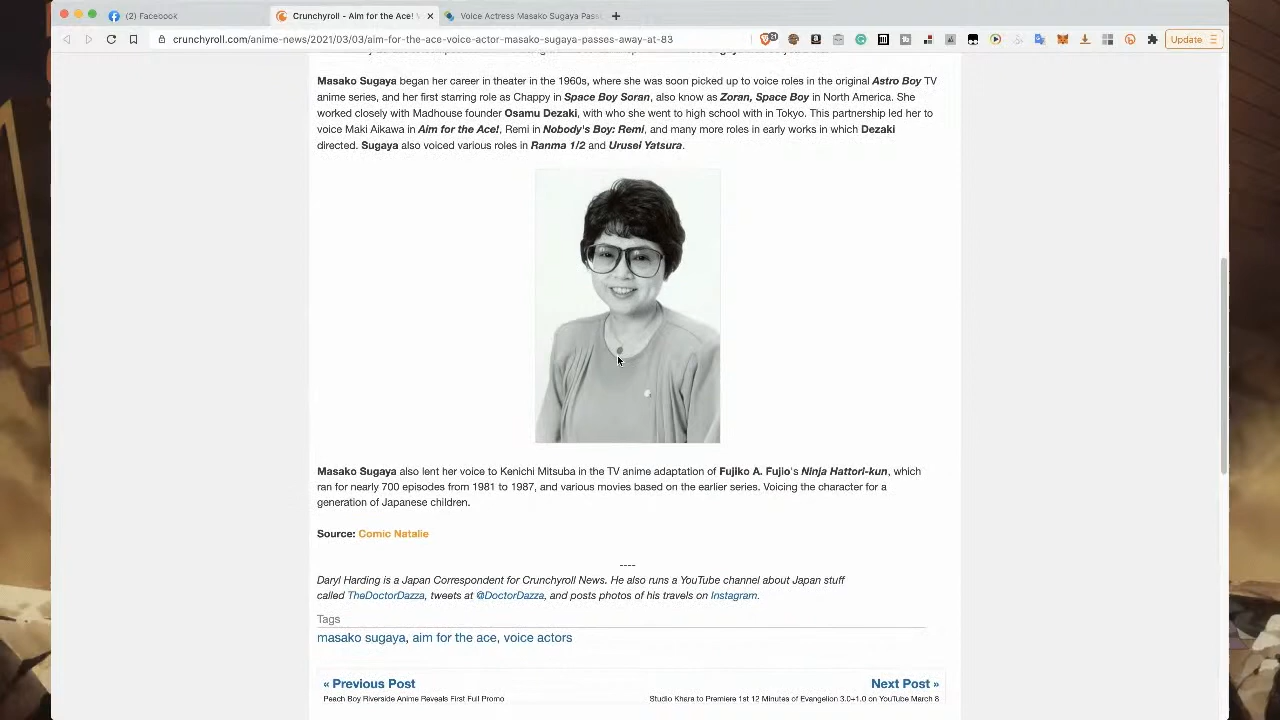 (2) Facebook
Crunchyroll - Aim for the Ace!
Voice Actress Masako Sugaya Pass
crunchyroll.com/anime-news/2021/03/03/aim-for-the-ace-voice-actor-masako-sugaya-passes-away-at-83
Update
Masako Sugaya began her career in theater in the 1960s, where she was soon picked up to voice roles in the original Astro Boy TV
anime series, and her first starring role as Chappy in Space Boy Soran, also know as Zoran, Space Boy in North America. She
worked closely with Madhouse founder Osamu Dezaki, with who she went to high school with in Tokyo. This partnership led her to
voice Maki Aikawa in Aim for the Ace!, Remi in Nobody's Boy: Remi, and many more roles in early works in which Dezaki
directed. Sugaya also voiced various roles in Ranma 1/2 and Urusei Yatsura.
Masako Sugaya also lent her voice to Kenichi Mitsuba in the TV anime adaptation of Fujiko A. Fujio's Ninja Hattori-kun, which
ran for nearly 700 episodes from 1981 to 1987, and various movies based on the earlier series. Voicing the character for a
generation of Japanese children.
Source: Comic Natalie
----
Daryl Harding is a Japan Correspondent for Crunchyroll News. He also runs a YouTube channel about Japan stuff
called TheDoctorDazza, tweets at @DoctorDazza, and posts photos of his travels on Instagram.
Tags
masako sugaya, aim for the ace, voice actors
« Previous Post
Next Post »
Peach Boy Riverside Anime Reveals First Full Promo
Studio Khara to Premiere 1st 12 Minutes of Evangelion 3.0+1.0 on YouTube March 8